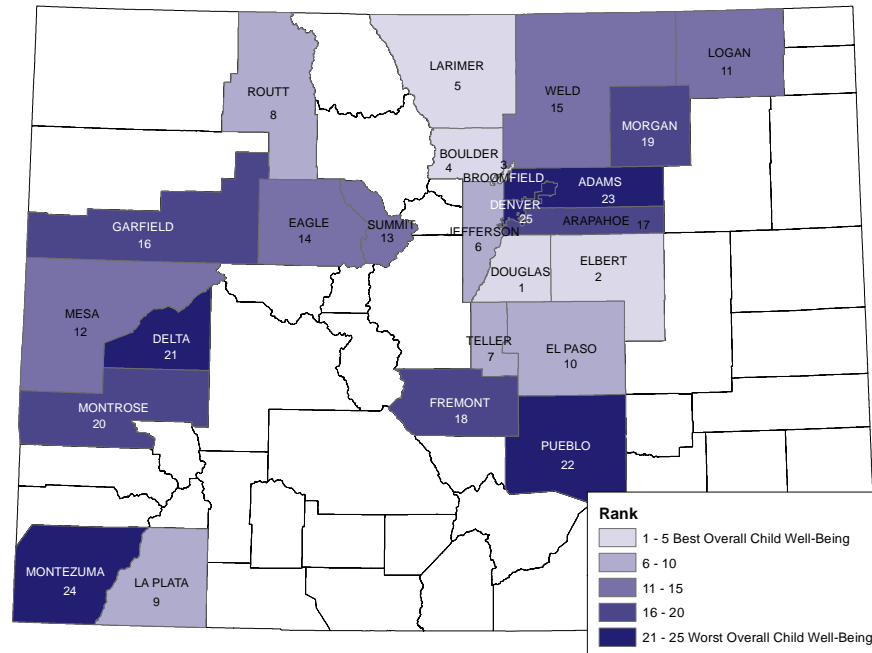 LOGAN
11
LARIMER
5
ROUTT
8
WELD
15
MORGAN
19
BOULDER
4
3
BROOMFIELD
ADAMS
23
DENVER
25
ARAPAHOE 17
GARFIELD
16
EAGLE
14
SUMMIT
13
JEFFERSON
6
DOUGLAS
1
ELBERT
2
MESA
12
DELTA
21
TELLER
7
EL PASO
10
MONTROSE
20
FREMONT
18
PUEBLO
22
MONTEZUMA
24
LA PLATA
9
Rank
1 - 5 Best Overall Child Well-Being
6 - 10
11 - 15
16 - 20
21 - 25 Worst Overall Child Well-Being